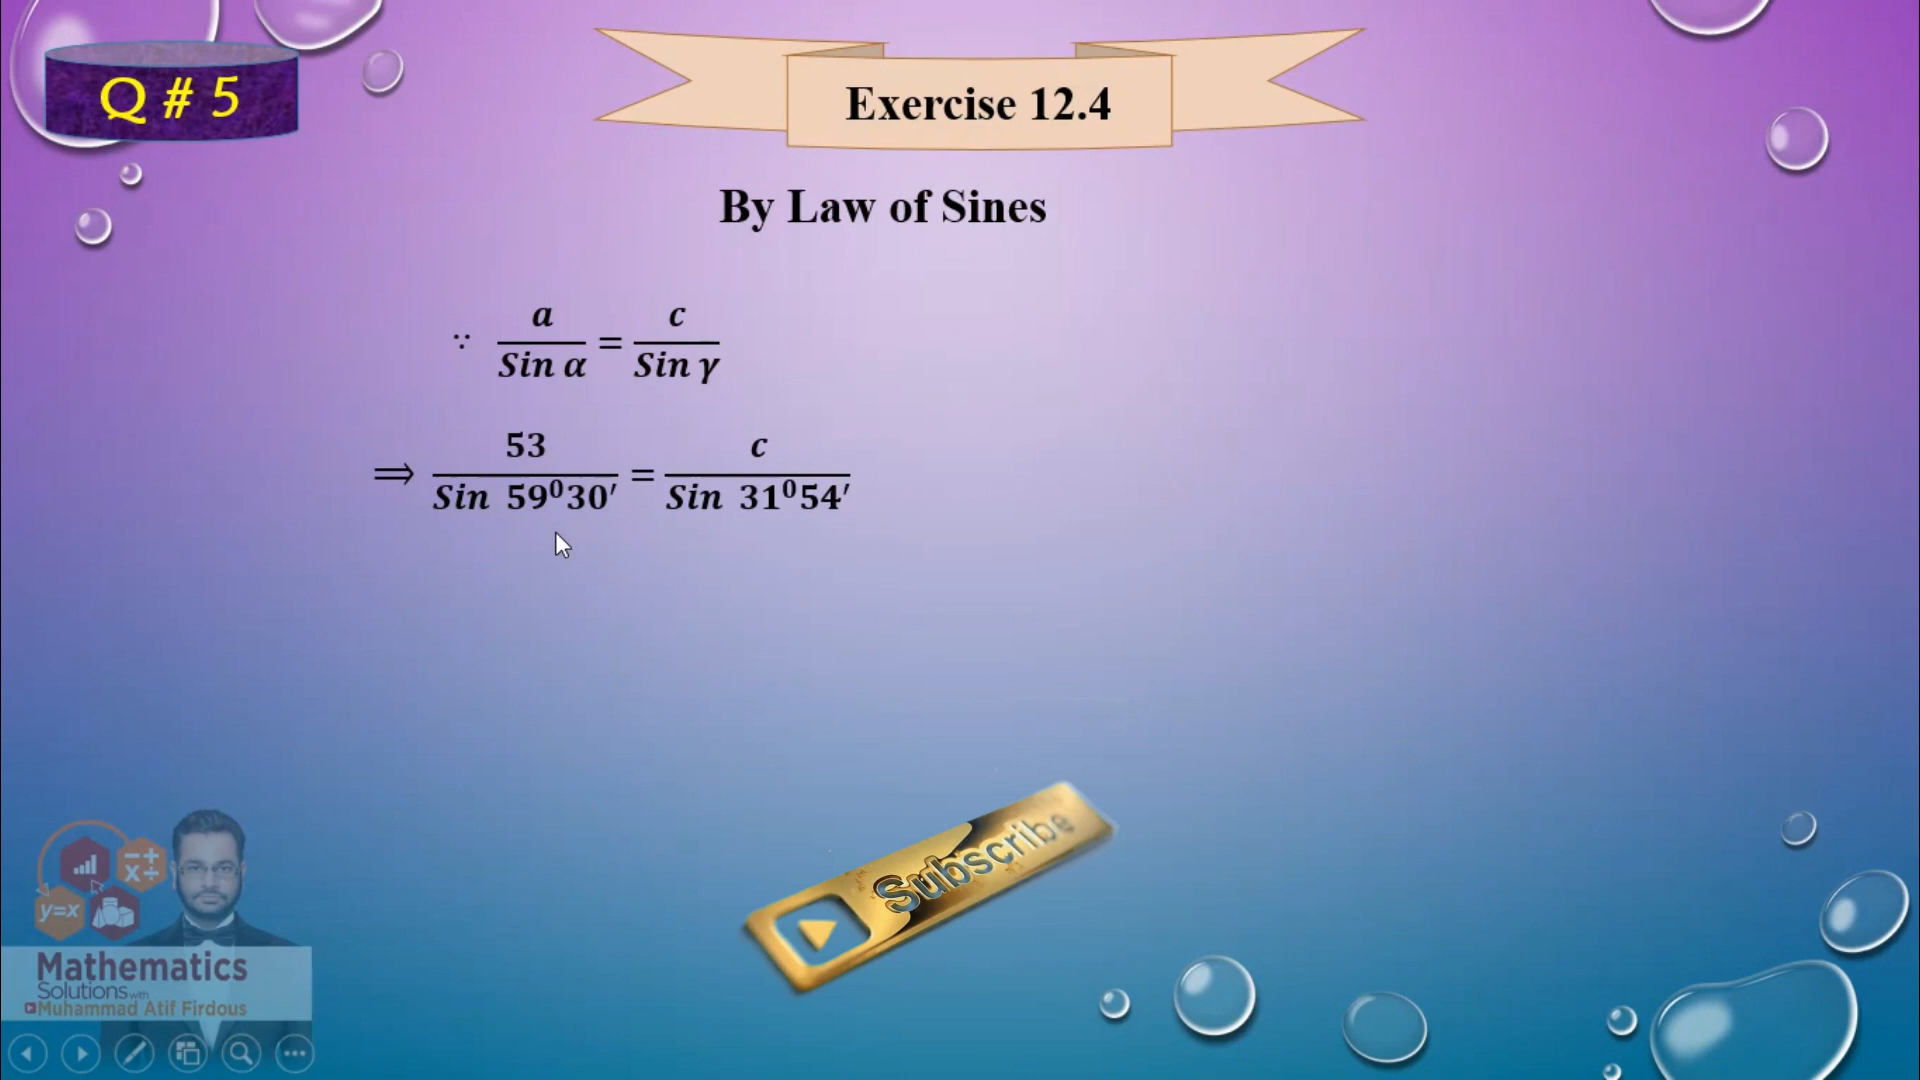 Q # 5
Exercise 12.4
By Law of Sines
∵ a/Sin α = c/Sin γ
⟹ 53/Sin 59⁰30′ = c/Sin 31⁰54′
Subscribe
y=x
Mathematics
Solutions with
Muhammad Atif Firdous